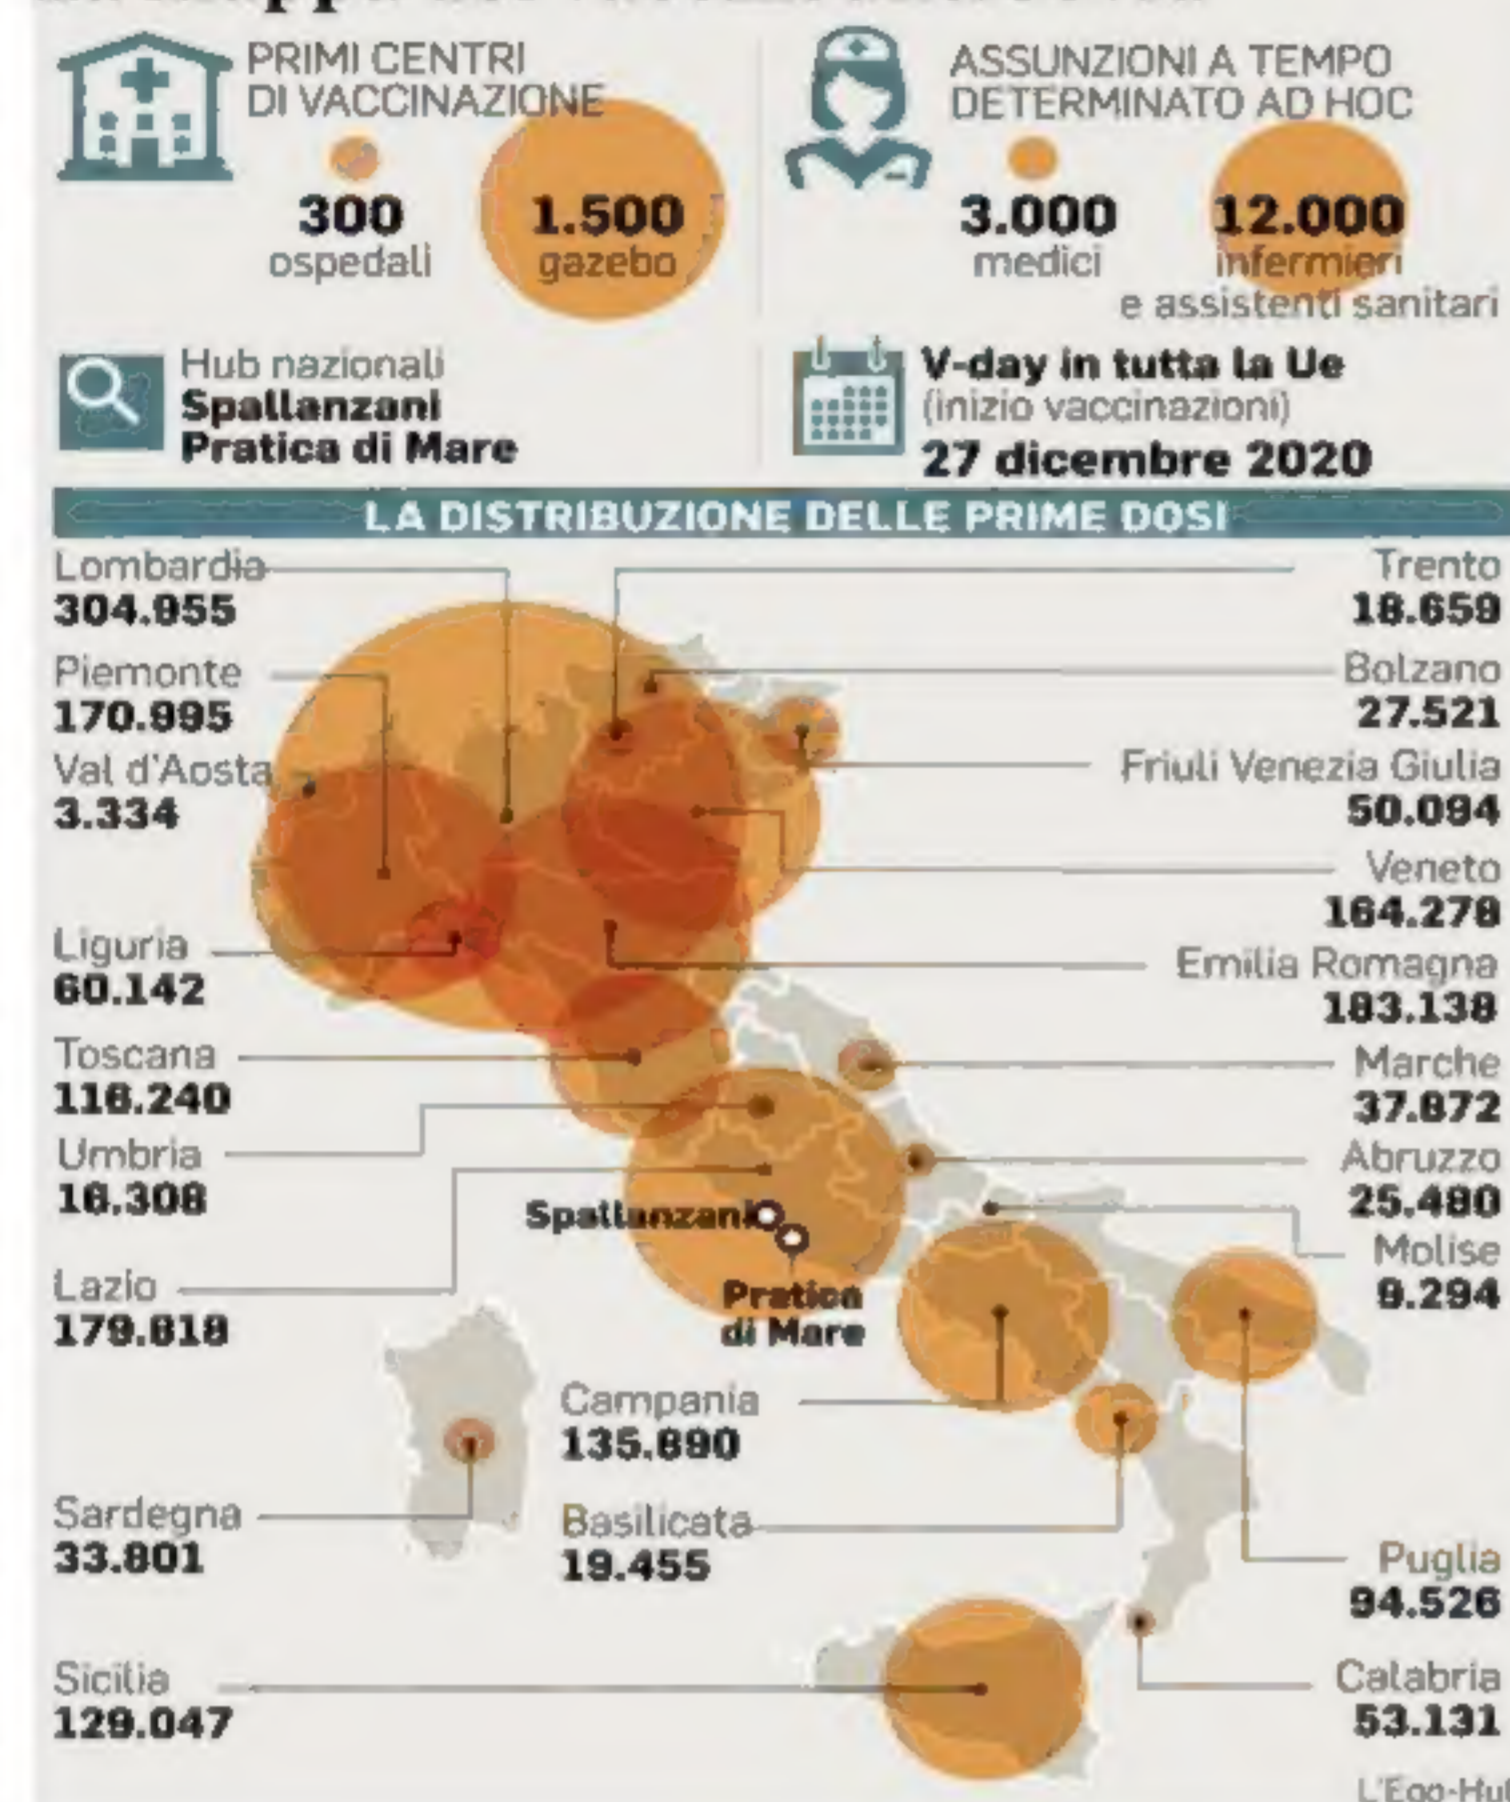 PRIMI CENTRI
DI VACCINAZIONE
300
ospedali
1.500
gazebo
ASSUNZIONI A TEMPO
DETERMINATO AD HOC
3.000
medici
12.000
infermieri
e assistenti sanitari
Hub nazionali
Spallanzani
Pratica di Mare
V-day in tutta la Ue
(inizio vaccinazioni)
27 dicembre 2020
LA DISTRIBUZIONE DELLE PRIME DOSI
Lombardia
304.955
Piemonte
170.995
Val d'Aosta
3.334
Liguria
60.142
Toscana
116.240
Umbria
16.308
Lazio
179.818
Spallanzani
Pratica
di Mare
Campania
135.890
Basilicata
19.455
Sardegna
33.801
Sicilia
129.047
Trento
18.659
Bolzano
27.521
Friuli Venezia Giulia
50.094
Veneto
164.278
Emilia Romagna
183.138
Marche
37.872
Abruzzo
25.480
Molise
9.294
Puglia
94.526
Calabria
53.131
L'Ego-Hub